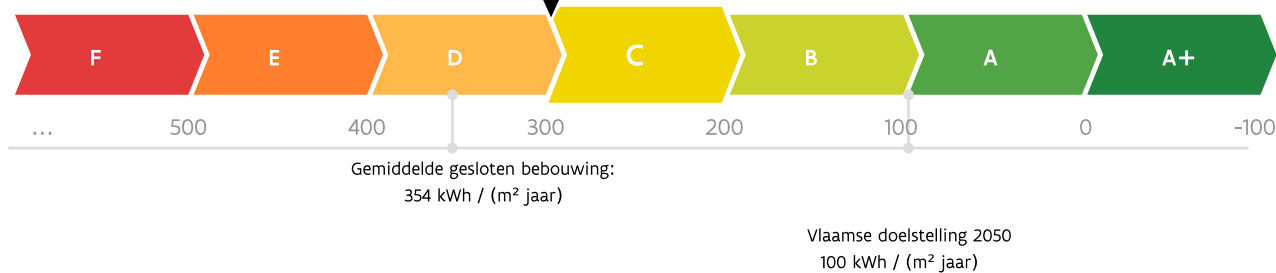 F E D C B A A+
... 500 400 300 200 100 0 -100
Gemiddelde gesloten bebouwing:
354 kWh / (m² jaar)
Vlaamse doelstelling 2050
100 kWh / (m² jaar)